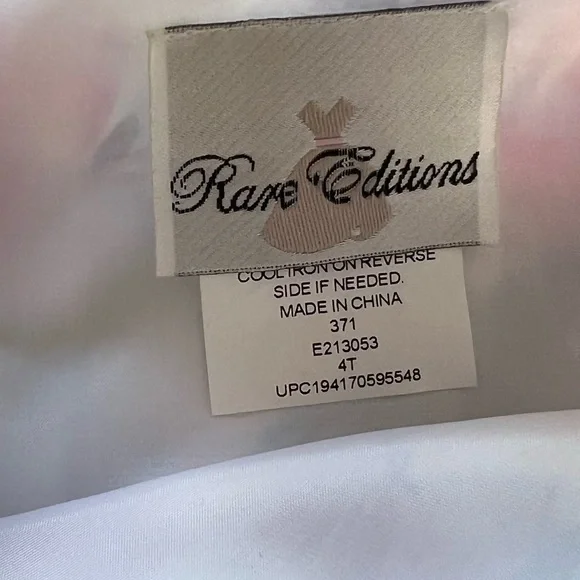 Rare Editions
COOL IRON ON REVERSE
SIDE IF NEEDED.
MADE IN CHINA
371
E213053
4T
UPC194170595548